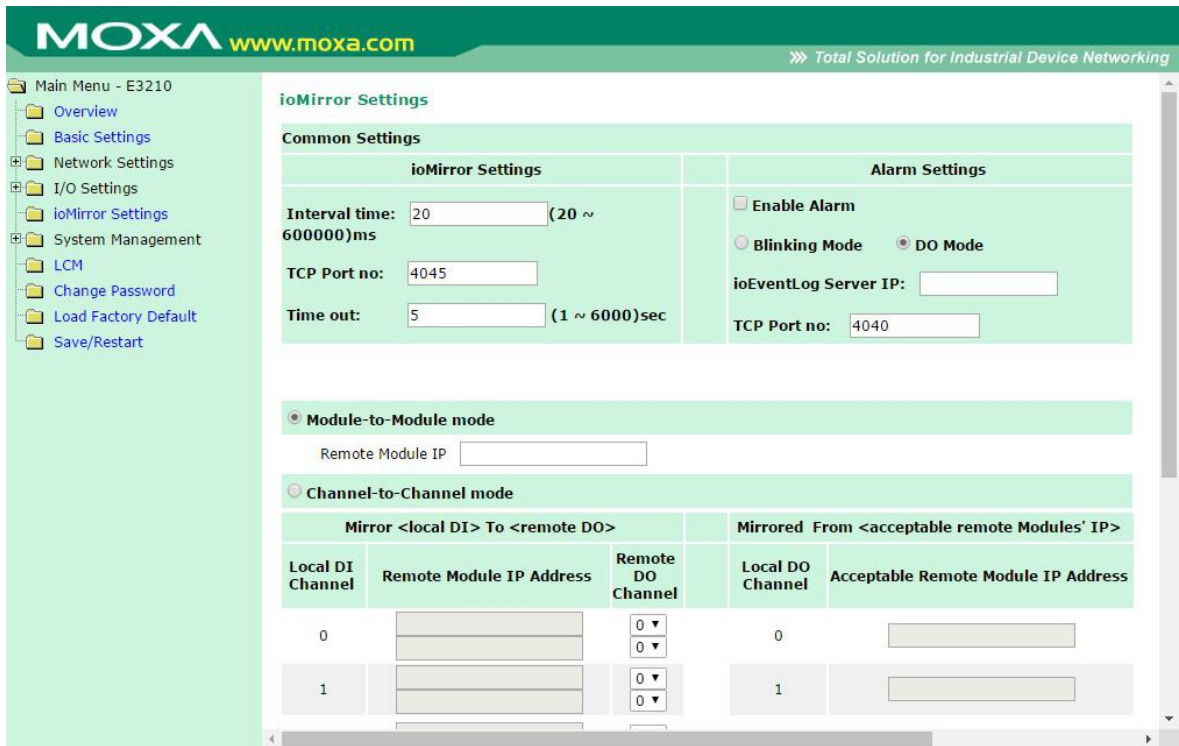 MOXA www.moxa.com
Total Solution for Industrial Device Networking
Main Menu - E3210
Overview
Basic Settings
Network Settings
I/O Settings
ioMirror Settings
System Management
LCM
Change Password
Load Factory Default
Save/Restart
ioMirror Settings
Common Settings
ioMirror Settings
Interval time: 20 (20 ~
600000)ms
TCP Port no: 4045
Time out: 5 (1 ~ 6000)sec
Alarm Settings
Enable Alarm
Blinking Mode DO Mode
ioEventLog Server IP:
TCP Port no: 4040
Module-to-Module mode
Remote Module IP
Channel-to-Channel mode
Mirror <local DI> To <remote DO> Mirrored From <acceptable remote Modules' IP>
Local DI Channel Remote Module IP Address Remote DO Channel Local DO Channel Acceptable Remote Module IP Address
0 0 0
0
1 0 1
0